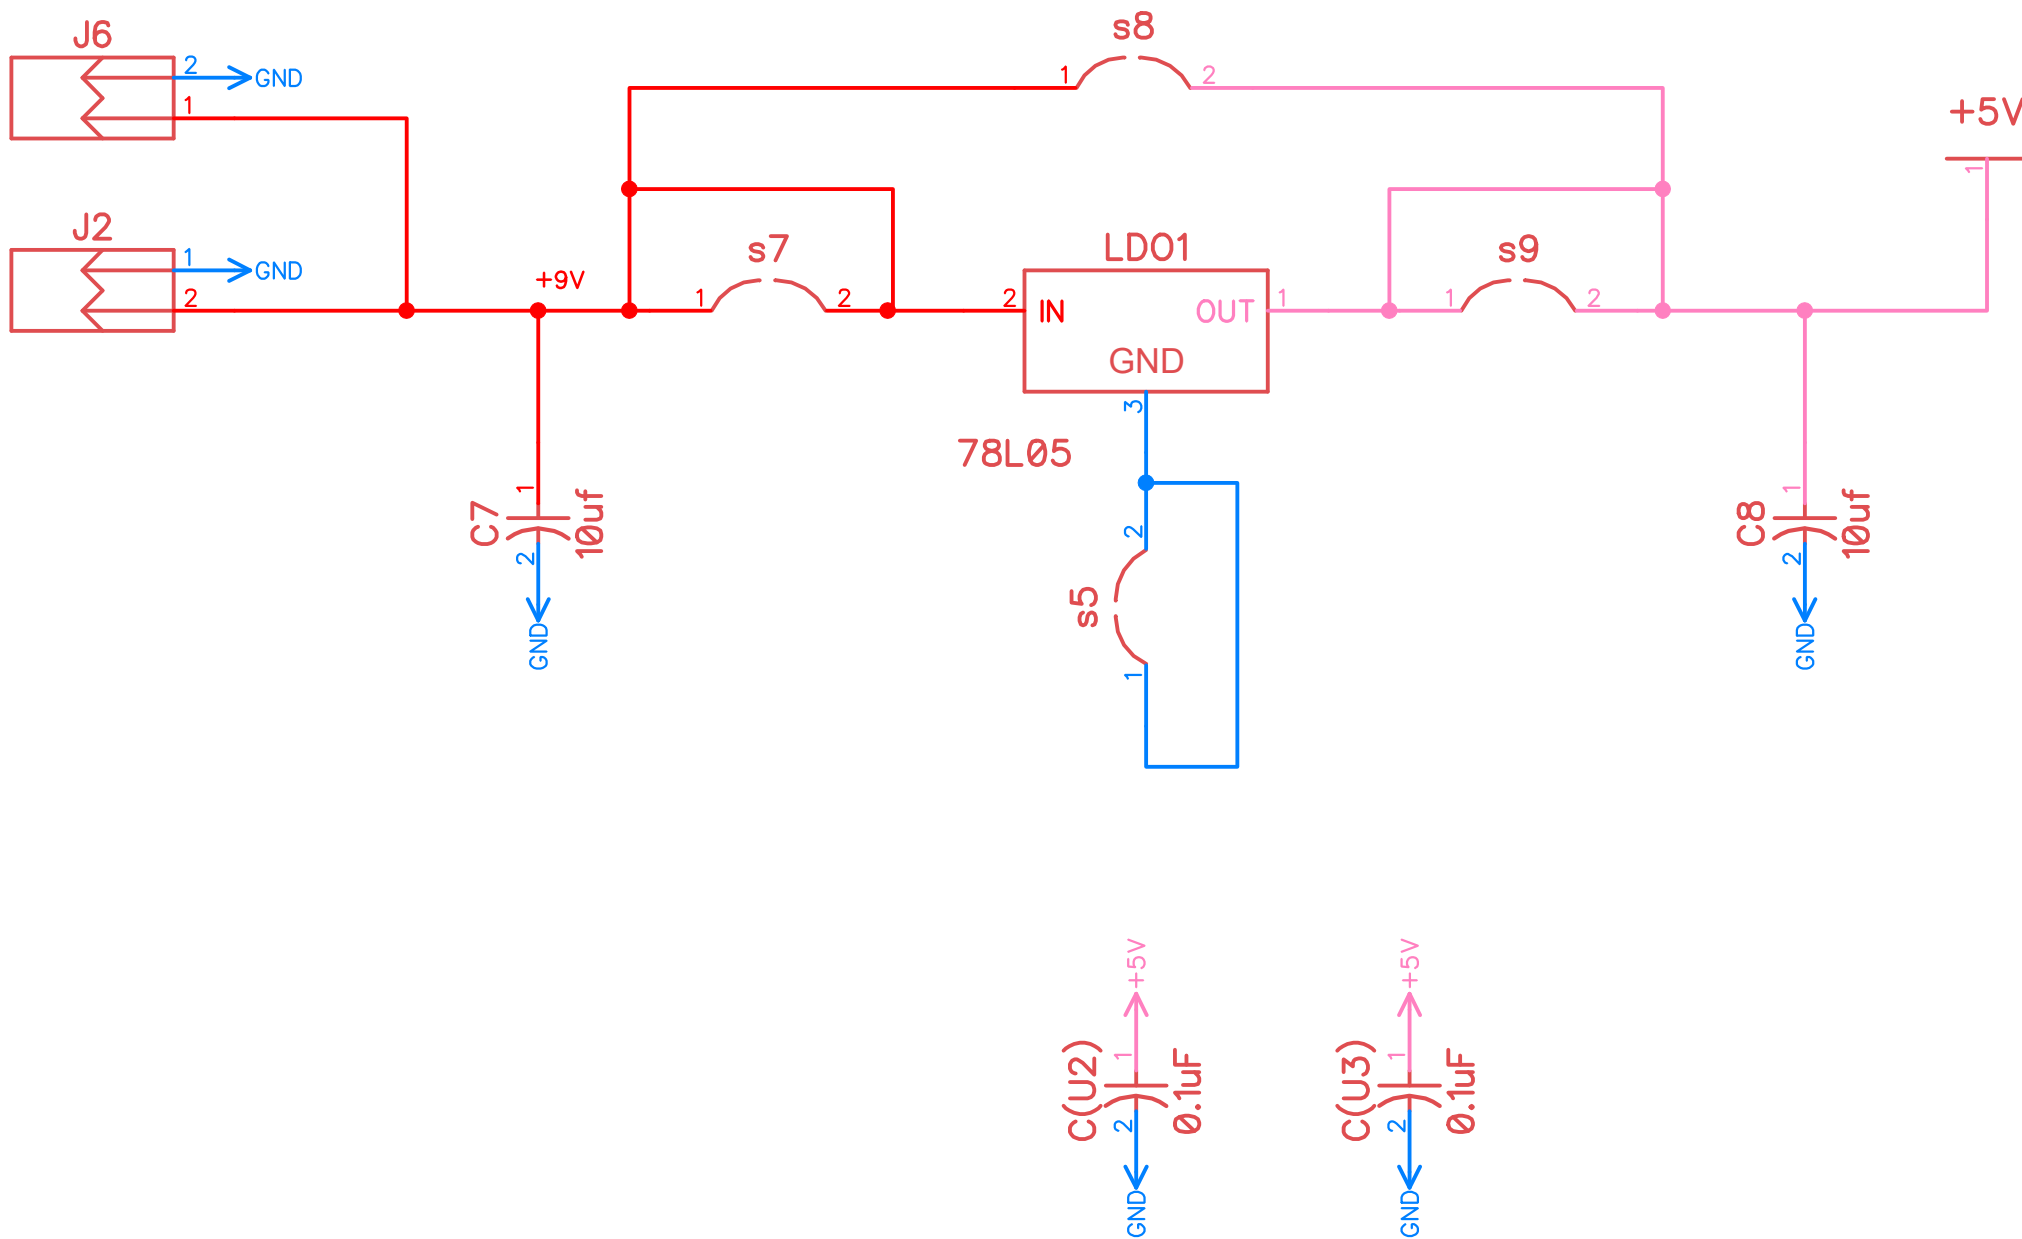 s8
J6
2 GND
1
1
2
+5V
1
J2
1 GND
2
+9V
s7
1
2
LDO1
2
IN
OUT
GND
1
3
78L05
s9
1
2
C7
1
2
10uf
GND
2
s5
1
C8
1
2
10uf
GND
+5V
1
C(U2)
0.1uF
2
GND
+5V
1
C(U3)
0.1uF
2
GND